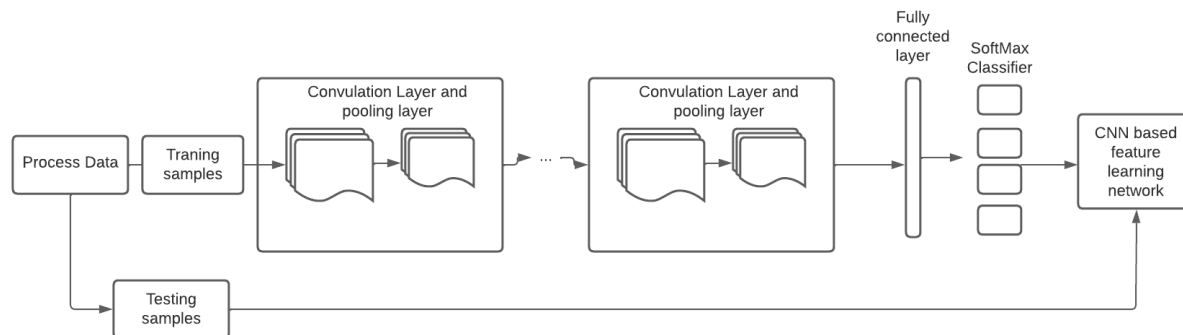 Process Data
Traning
samples
Convulation Layer and
pooling layer
...
Convulation Layer and
pooling layer
Fully
connected
layer
SoftMax
Classifier
CNN based
feature
learning
network
Testing
samples